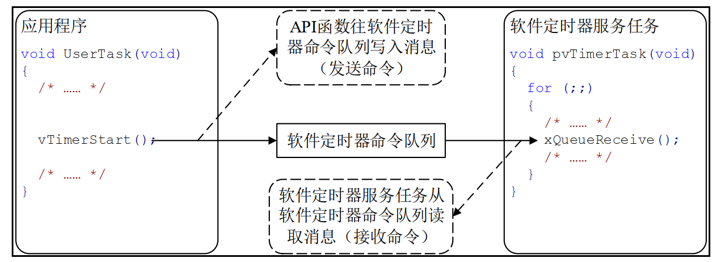 应用程序
void UserTask(void)
{
/* …… */
vTimerStart();
/* …… */
}
API函数往软件定时
器命令队列写入消息
（发送命令）
软件定时器命令队列
软件定时器服务任务从
软件定时器命令队列读
取消息（接收命令）
软件定时器服务任务
void pvTimerTask(void)
{
for (;;)
{
/* …… */
xQueueReceive();
/* …… */
}
}